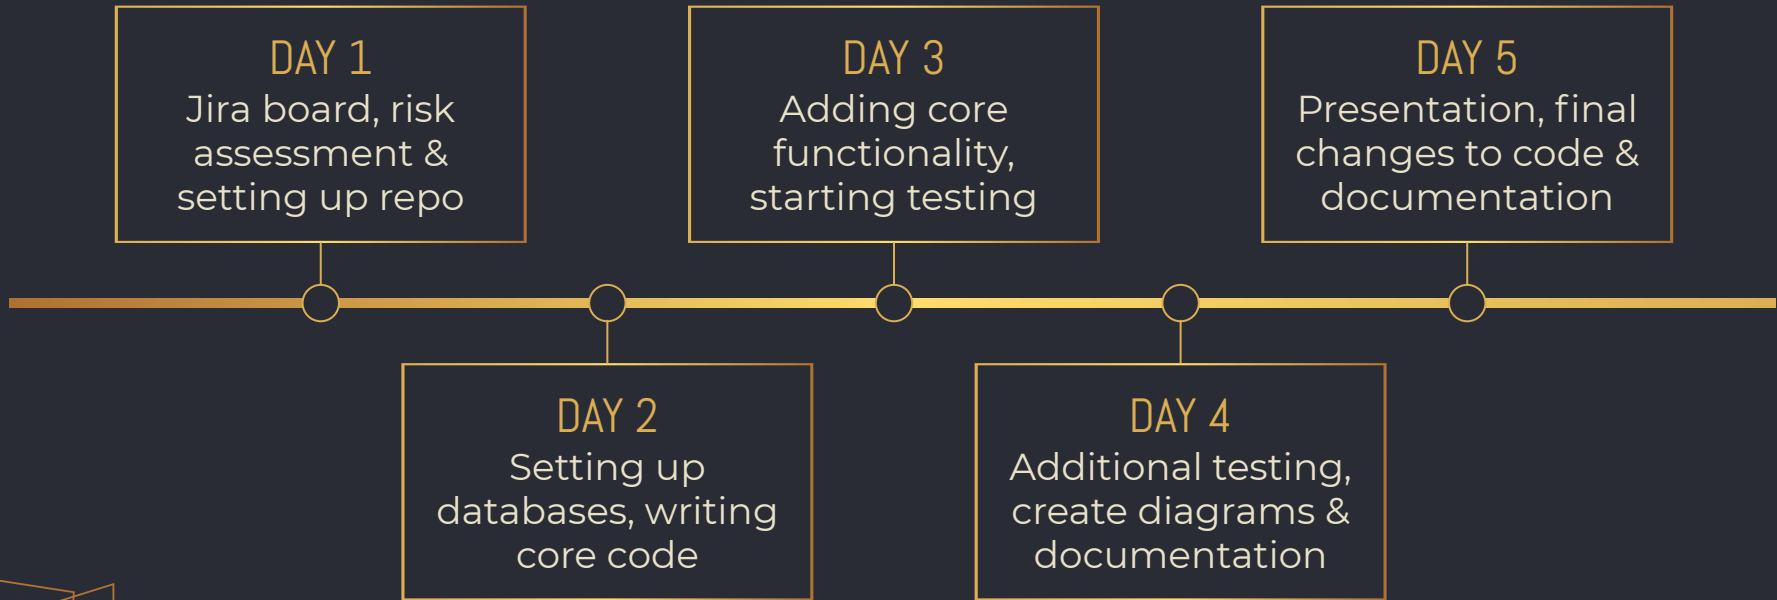 DAY 1
Jira board, risk
assessment &
setting up repo
DAY 2
Setting up
databases, writing
core code
DAY 3
Adding core
functionality,
starting testing
DAY 4
Additional testing,
create diagrams &
documentation
DAY 5
Presentation, final
changes to code &
documentation